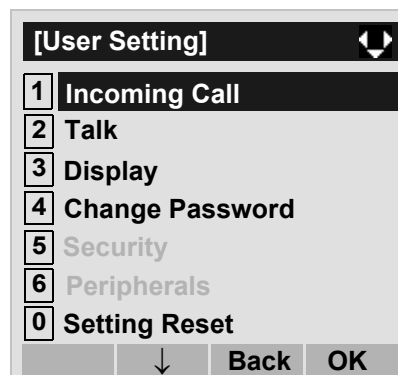 [User Setting]
1 Incoming Call
2 Talk
3 Display
4 Change Password
5 Security
6 Peripherals
0 Setting Reset
↓ Back OK